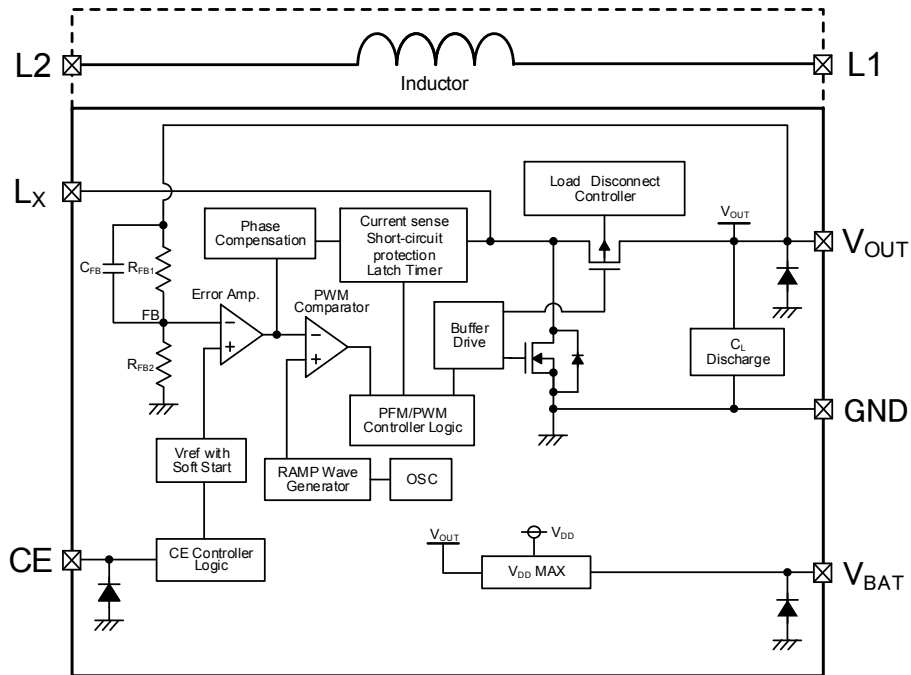 L2
L1
Inductor
LX
Load Disconnect
Controller
Phase
Compensation
Current sense
Short-circuit
protection
Latch Timer
VOUT
VOUT
CFB
RFB1
Error Amp.
PWM
Comparator
FB
Buffer
Drive
CL
Discharge
RFB2
PFM/PWM
Controller Logic
GND
Vref with
Soft Start
RAMP Wave
Generator
OSC
CE
CE Controller
Logic
VOUT
VDD
VDD MAX
VBAT